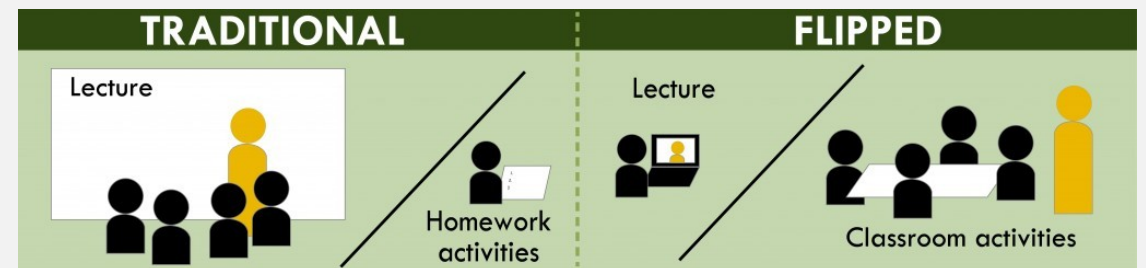 TRADITIONAL
Lecture
Homework
activities
FLIPPED
Lecture
Classroom activities